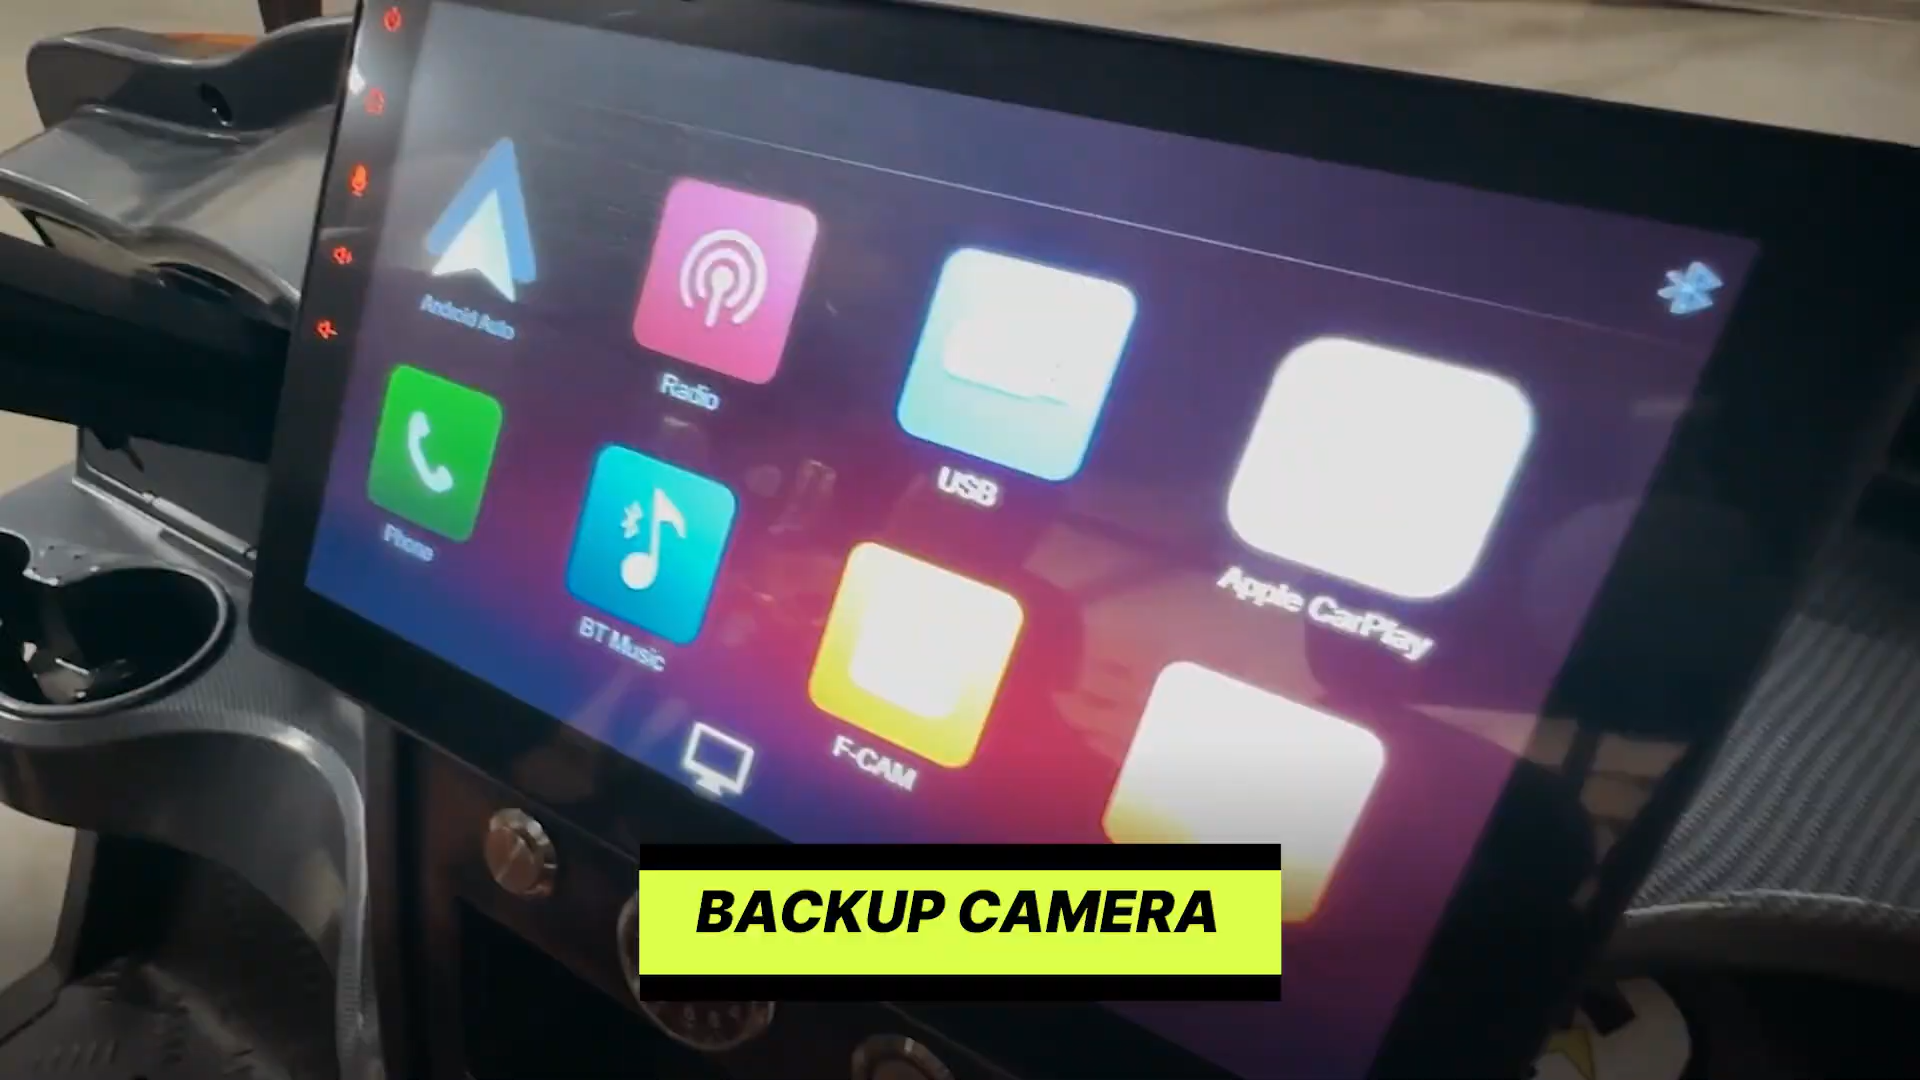 Android Auto
Radio
USB
Apple CarPlay
Phone
BT Music
F-CAM
BACKUP CAMERA